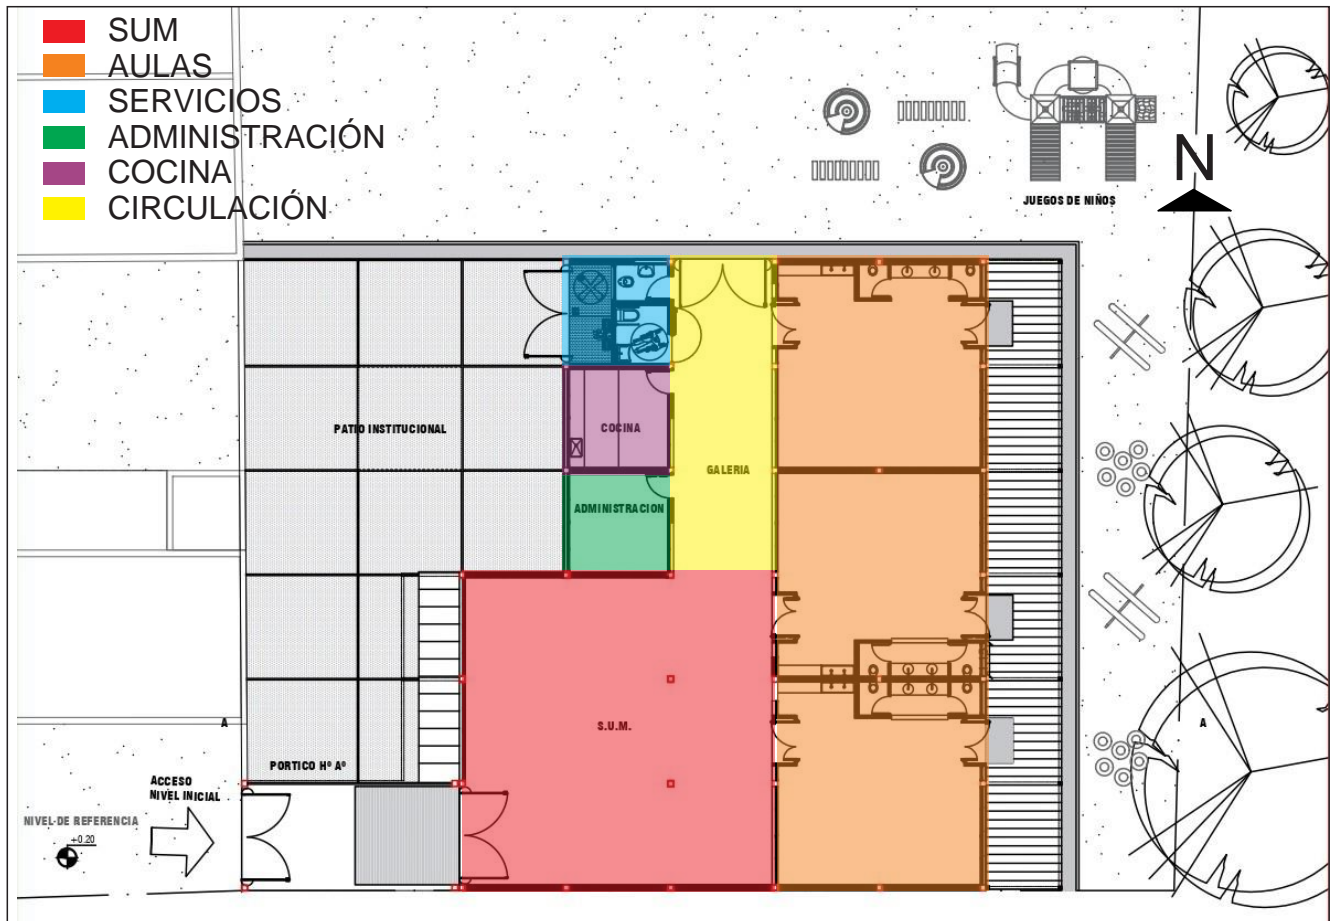 SUM
AULAS
SERVICIOS
ADMINISTRACIÓN
COCINA
CIRCULACIÓN
N
JUEGOS DE NIÑOS
PATIO INSTITUCIONAL
COCINA
GALERIA
ADMINISTRACION
S.U.M.
A
A
PORTICO Hº Aº
ACCESO
NIVEL INICIAL
NIVEL DE REFERENCIA
+0.20